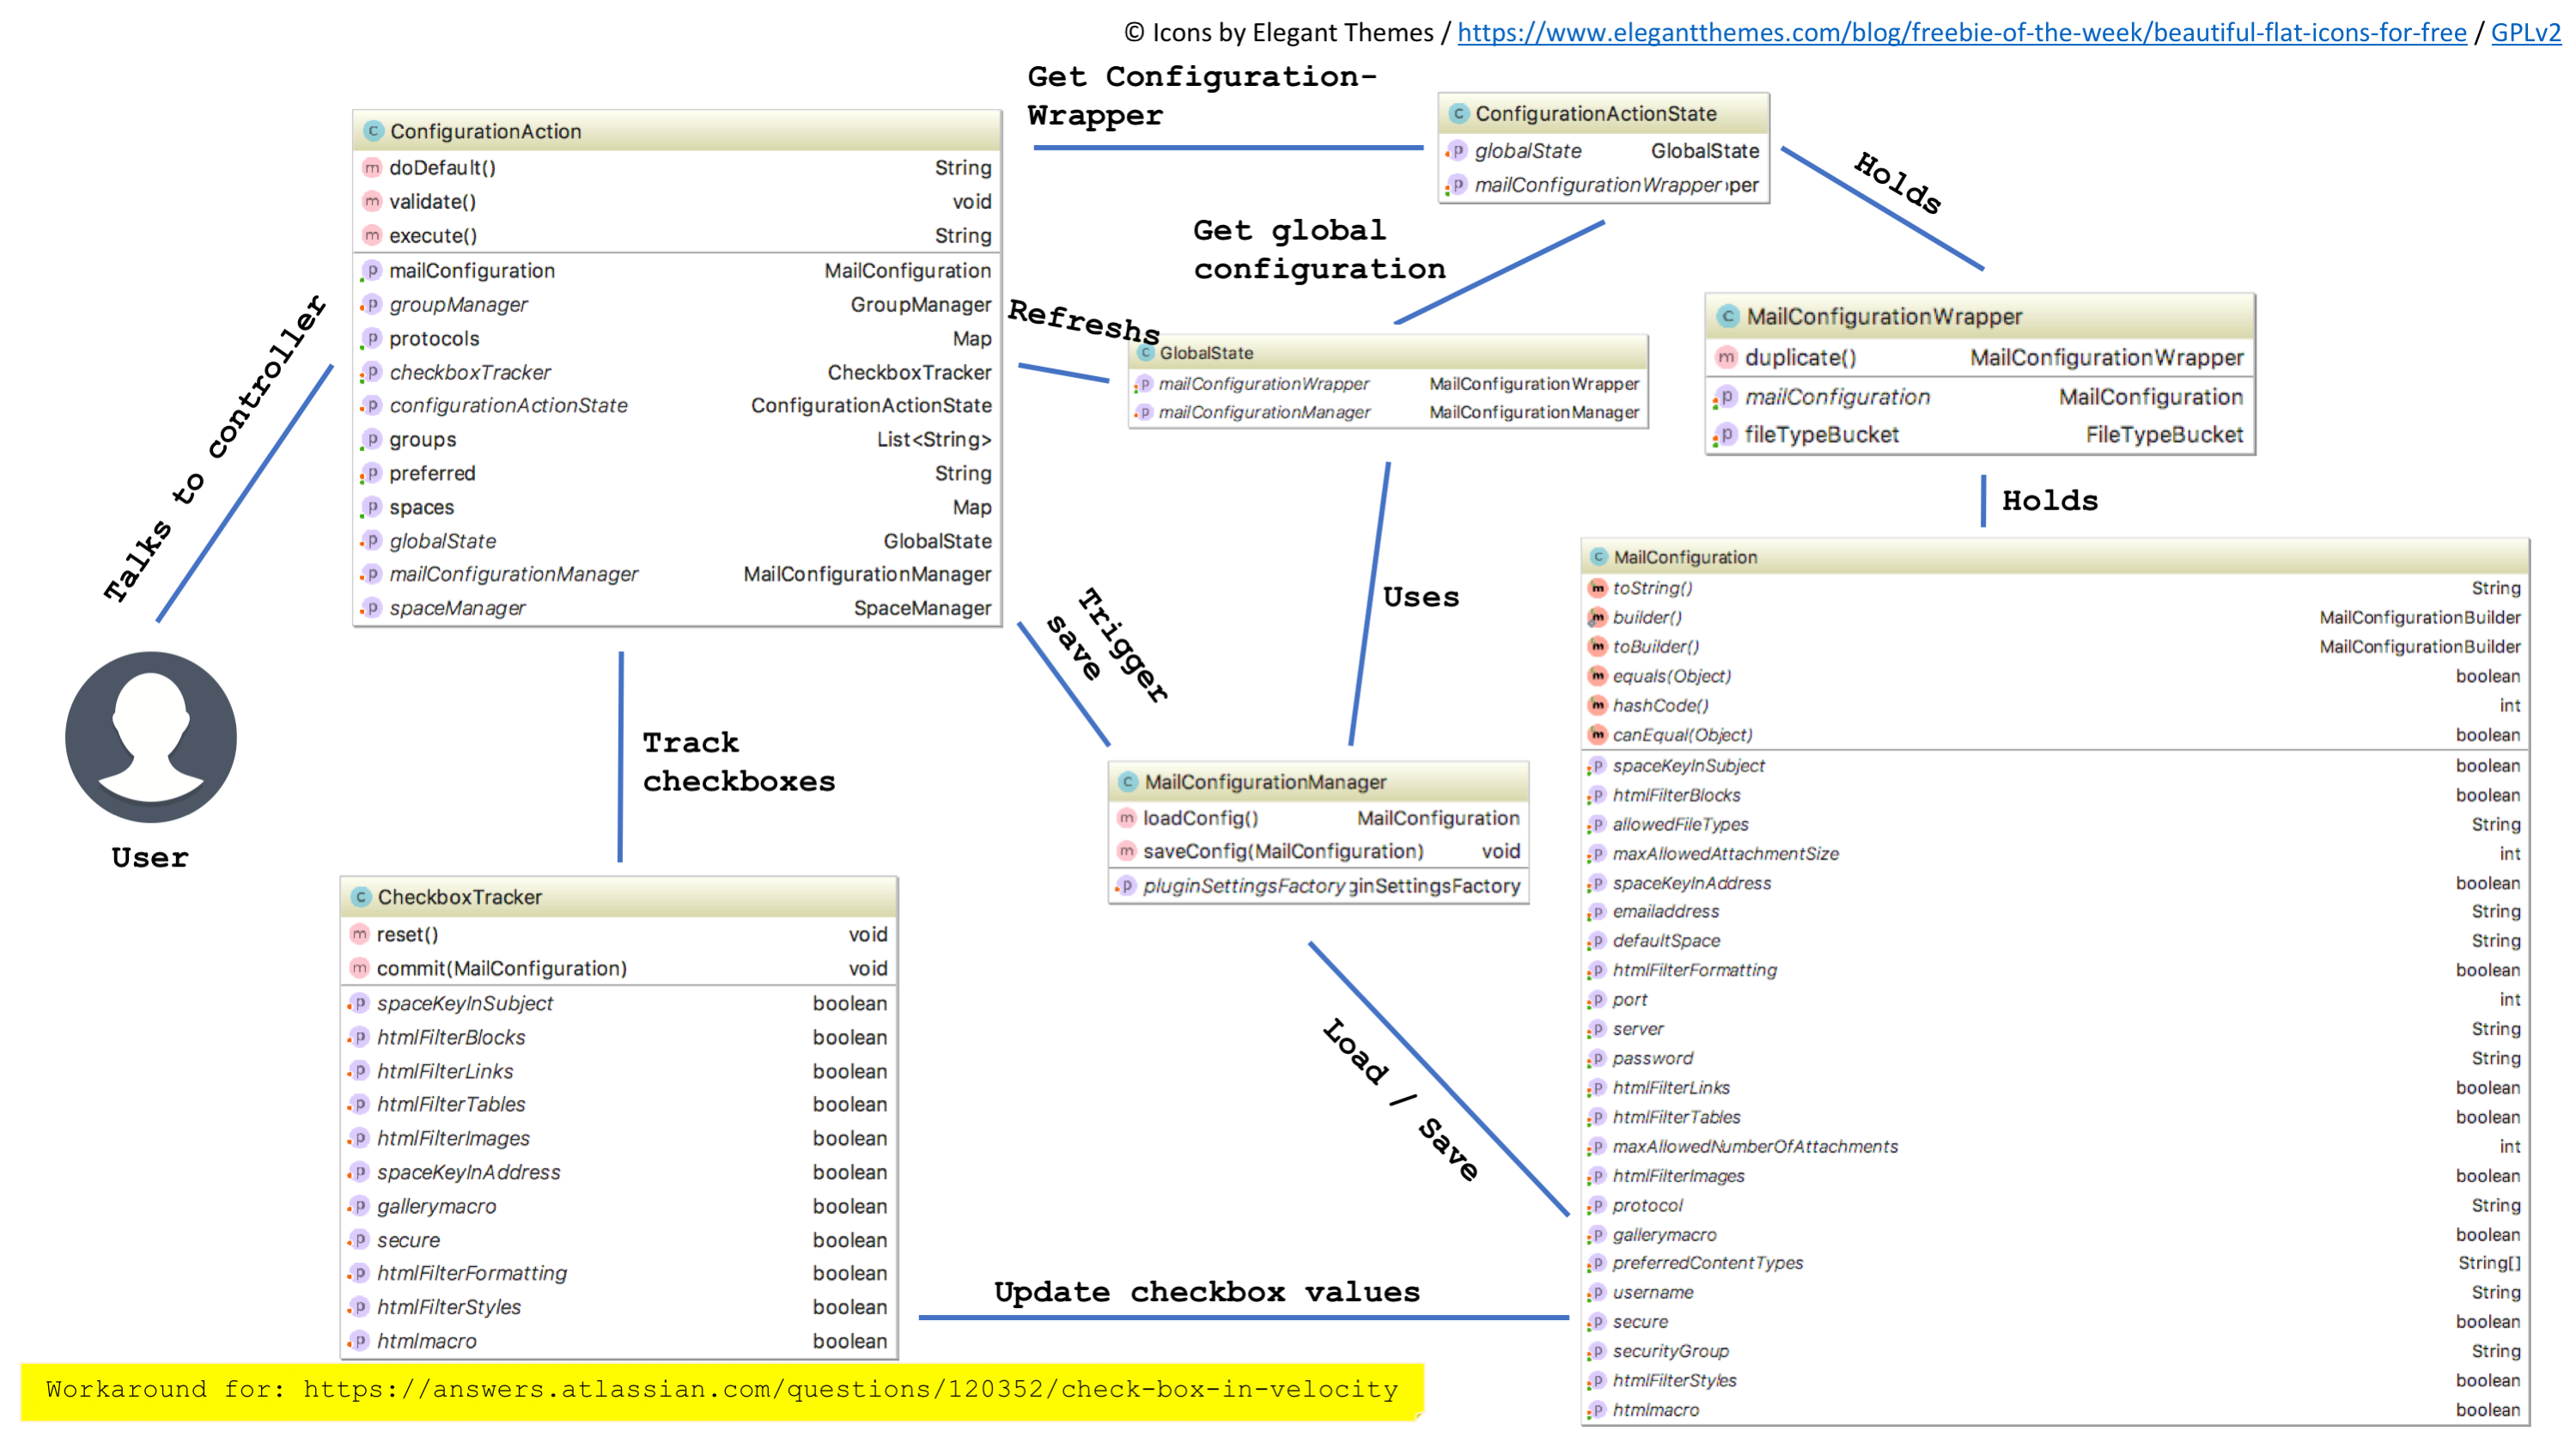 © Icons by Elegant Themes / https://www.elegantthemes.com/blog/freebie-of-the-week/beautiful-flat-icons-for-free / GPLv2
Get Configuration-
Wrapper
ConfigurationAction
doDefault() String
validate() void
execute() String
mailConfiguration MailConfiguration
groupManager GroupManager
protocols Map
checkboxTracker CheckboxTracker
configurationActionState ConfigurationActionState
groups List<String>
preferred String
spaces Map
globalState GlobalState
mailConfigurationManager MailConfigurationManager
spaceManager SpaceManager
ConfigurationActionState
globalState GlobalState
mailConfigurationWrapper per
Holds
Get global
configuration
Refreshs
GlobalState
mailConfigurationWrapper MailConfigurationWrapper
mailConfigurationManager MailConfigurationManager
MailConfigurationWrapper
duplicate() MailConfigurationWrapper
mailConfiguration MailConfiguration
fileTypeBucket FileTypeBucket
Holds
Talks to controller
User
Track
checkboxes
Trigger
save
Uses
MailConfigurationManager
loadConfig() MailConfiguration
saveConfig(MailConfiguration) void
pluginSettingsFactory ginSettingsFactory
Load / Save
MailConfiguration
toString() String
builder() MailConfigurationBuilder
toBuilder() MailConfigurationBuilder
equals(Object) boolean
hashCode() int
canEqual(Object) boolean
spaceKeyInSubject boolean
htmlFilterBlocks boolean
allowedFileTypes String
maxAllowedAttachmentSize int
spaceKeyInAddress boolean
emailaddress String
defaultSpace String
htmlFilterFormatting boolean
port int
server String
password String
htmlFilterLinks boolean
htmlFilterTables boolean
maxAllowedNumberOfAttachments int
htmlFilterImages boolean
protocol String
gallerymacro boolean
preferredContentTypes String[]
username String
secure boolean
securityGroup String
htmlFilterStyles boolean
htmlmacro boolean
CheckboxTracker
reset() void
commit(MailConfiguration) void
spaceKeyInSubject boolean
htmlFilterBlocks boolean
htmlFilterLinks boolean
htmlFilterTables boolean
htmlFilterImages boolean
spaceKeyInAddress boolean
gallerymacro boolean
secure boolean
htmlFilterFormatting boolean
htmlFilterStyles boolean
htmlmacro boolean
Update checkbox values
Workaround for: https://answers.atlassian.com/questions/120352/check-box-in-velocity